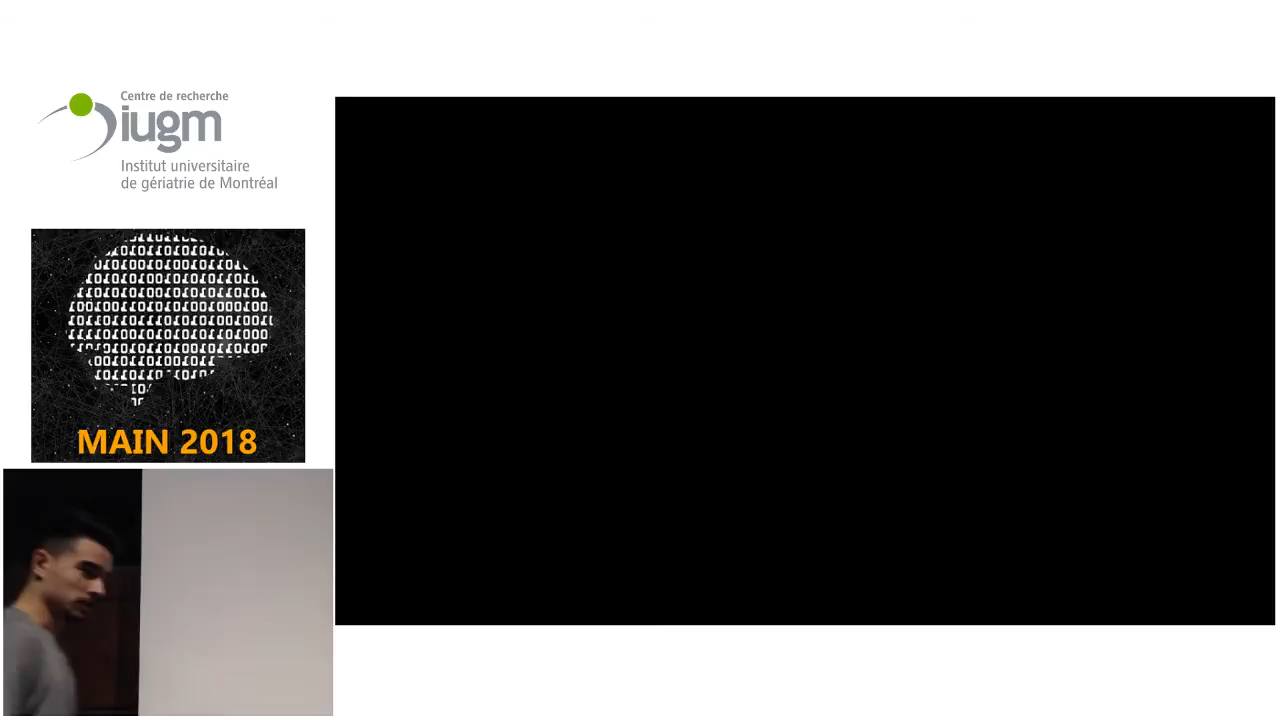 Centre de recherche
iugm
Institut universitaire
de gériatrie de Montréal
MAIN 2018